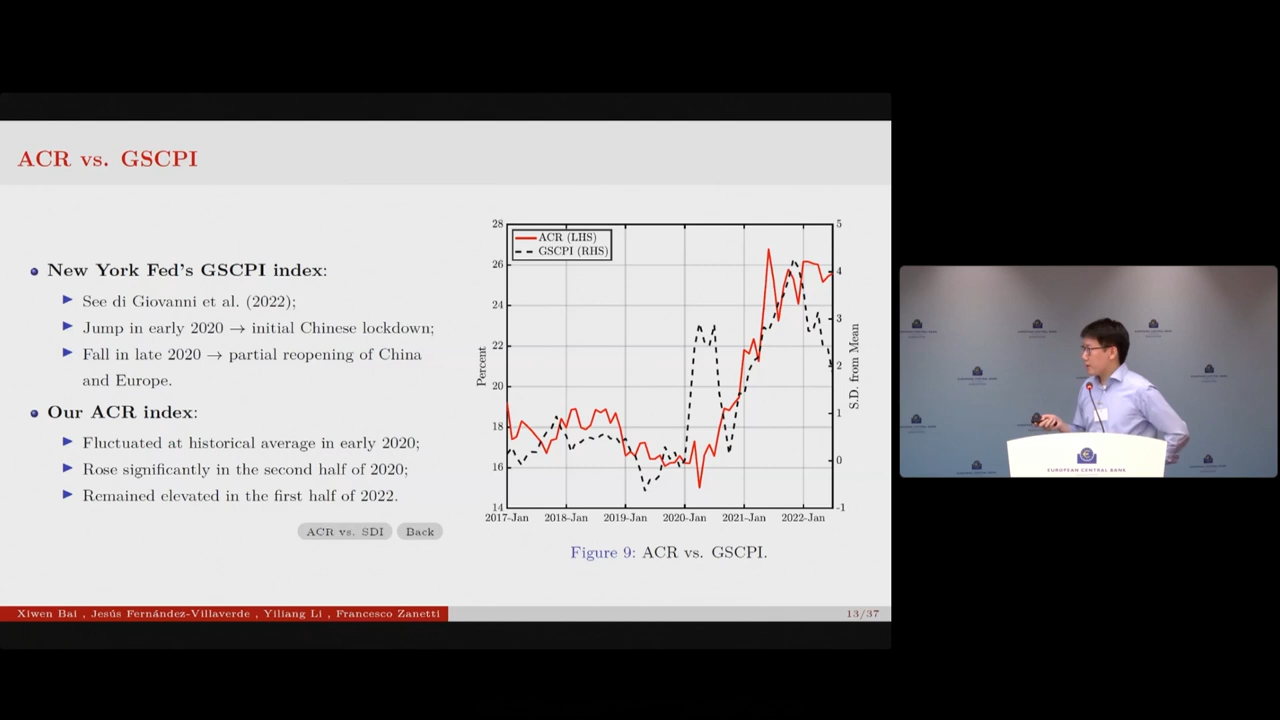 ACR vs. GSCPI
New York Fed's GSCPI index:
See di Giovanni et al. (2022);
Jump in early 2020 → initial Chinese lockdown;
Fall in late 2020 → partial reopening of China
and Europe.
Our ACR index:
Fluctuated at historical average in early 2020;
Rose significantly in the second half of 2020;
Remained elevated in the first half of 2022.
ACR vs. SDI Back
ACR (LHS)
GSCPI (RHS)
28
26
24
22
20
18
16
14
Percent
5
4
3
2
1
0
-1
S.D. from Mean
2017-Jan 2018-Jan 2019-Jan 2020-Jan 2021-Jan 2022-Jan
Figure 9: ACR vs. GSCPI.
Xiwen Bai , Jesús Fernández-Villaverde , Yiliang Li , Francesco Zanetti
13/37
EUROPEAN CENTRAL BANK